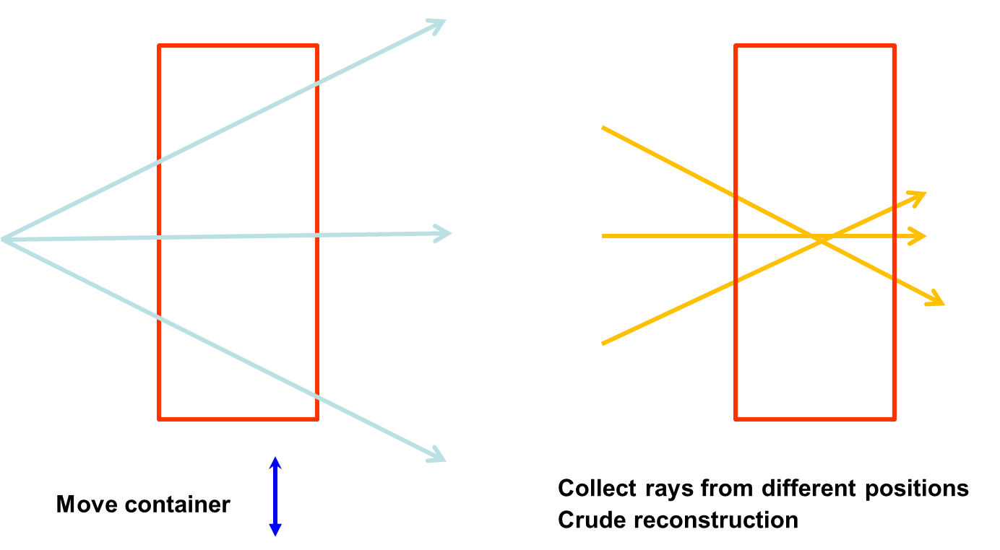 Move container
Collect rays from different positions
Crude reconstruction